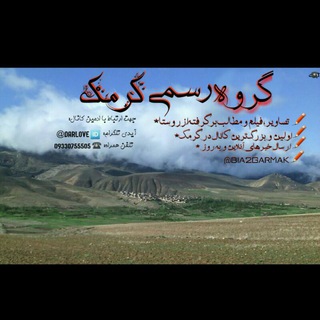 گروه رسمی گرمک
تصاویر، فیلم و مطالب برگرفته از روستا*
اولین و بزرگترین کانال در گرمک*
ارسال خبرهای آنلاین و به روز *
@BIA2GARMAK
جهت ارتباط با ادمین کانال:
آیدی تلگرام: @DARLOVE
تلفن همراه: ☎ 09330755505